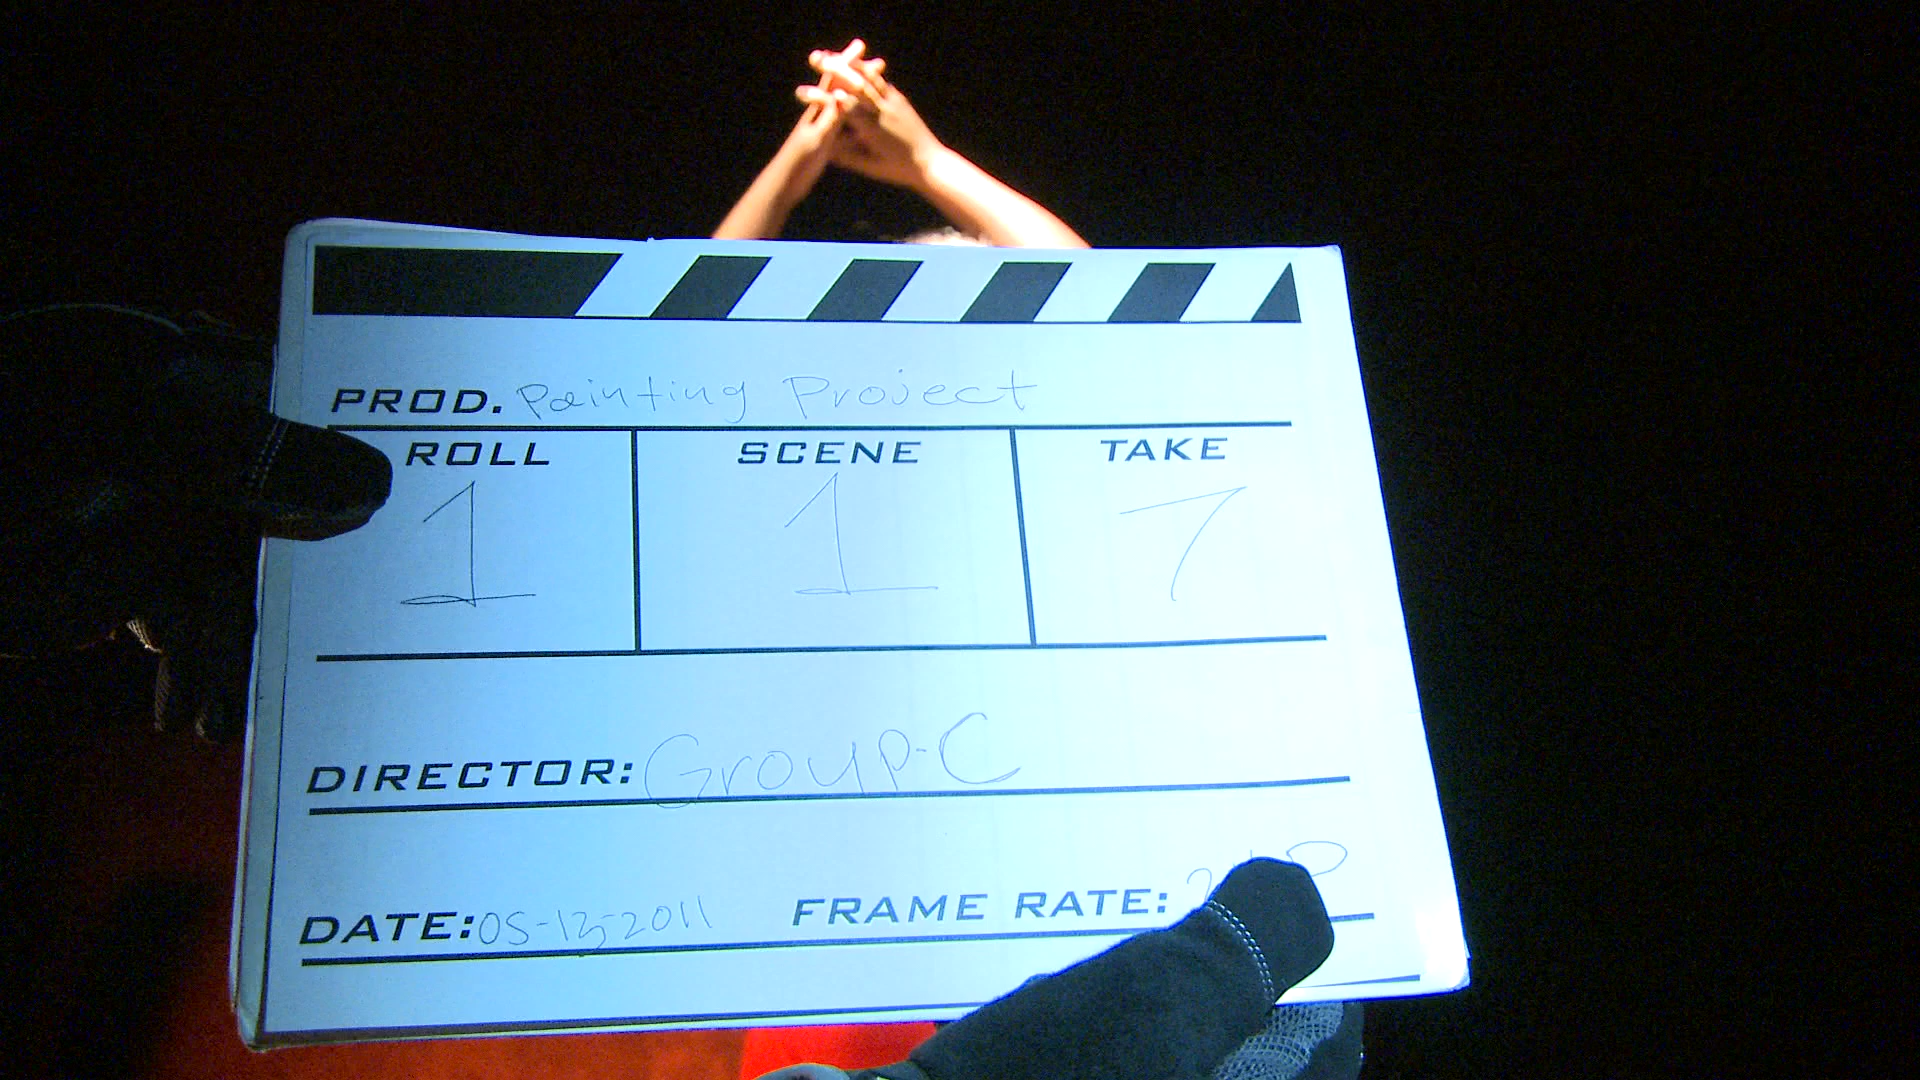 PROD. Painting Project
ROLL SCENE TAKE
1 1 7
DIRECTOR: Group-C
DATE: 05-13-2011 FRAME RATE: